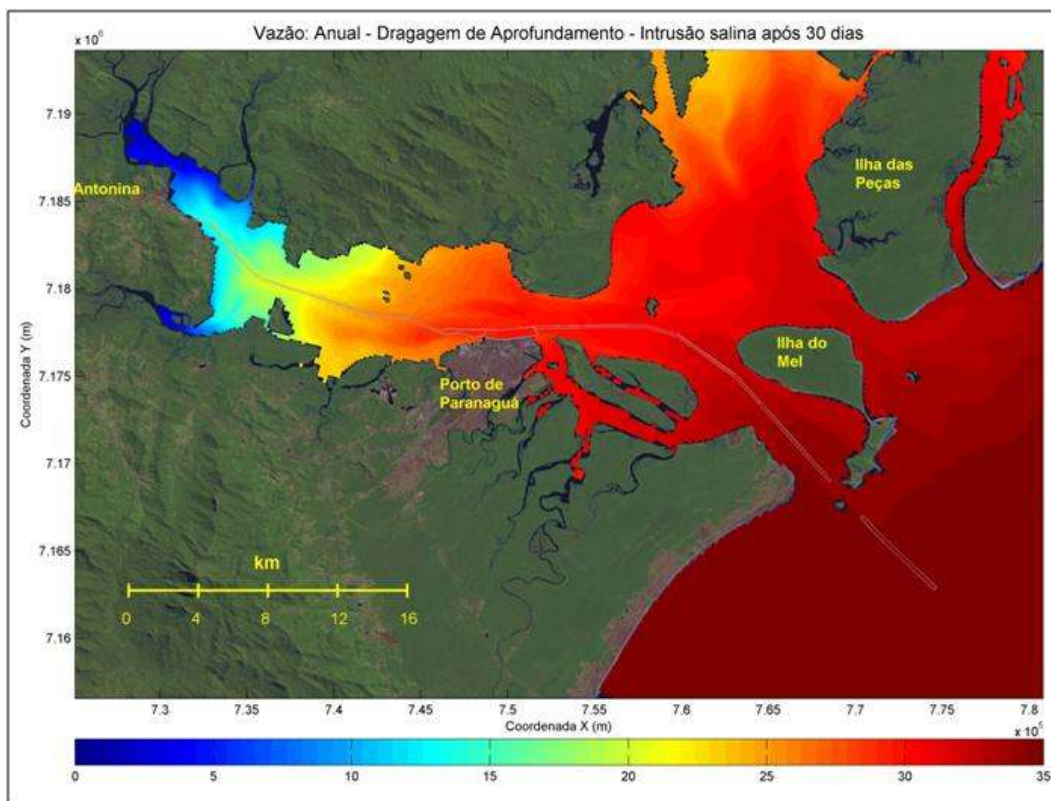 Vazão: Anual - Dragagem de Aprofundamento - Intrusão salina após 30 dias
x 10⁶
7.19
7.185
7.18
7.175
7.17
7.165
7.16
Coordenada Y (m)
Antonina
Ilha das
Peças
Ilha do
Mel
Porto de
Paranaguá
km
0 4 8 12 16
7.3 7.35 7.4 7.45 7.5 7.55 7.6 7.65 7.7 7.75 7.8
Coordenada X (m)
x 10⁵
0 5 10 15 20 25 30 35